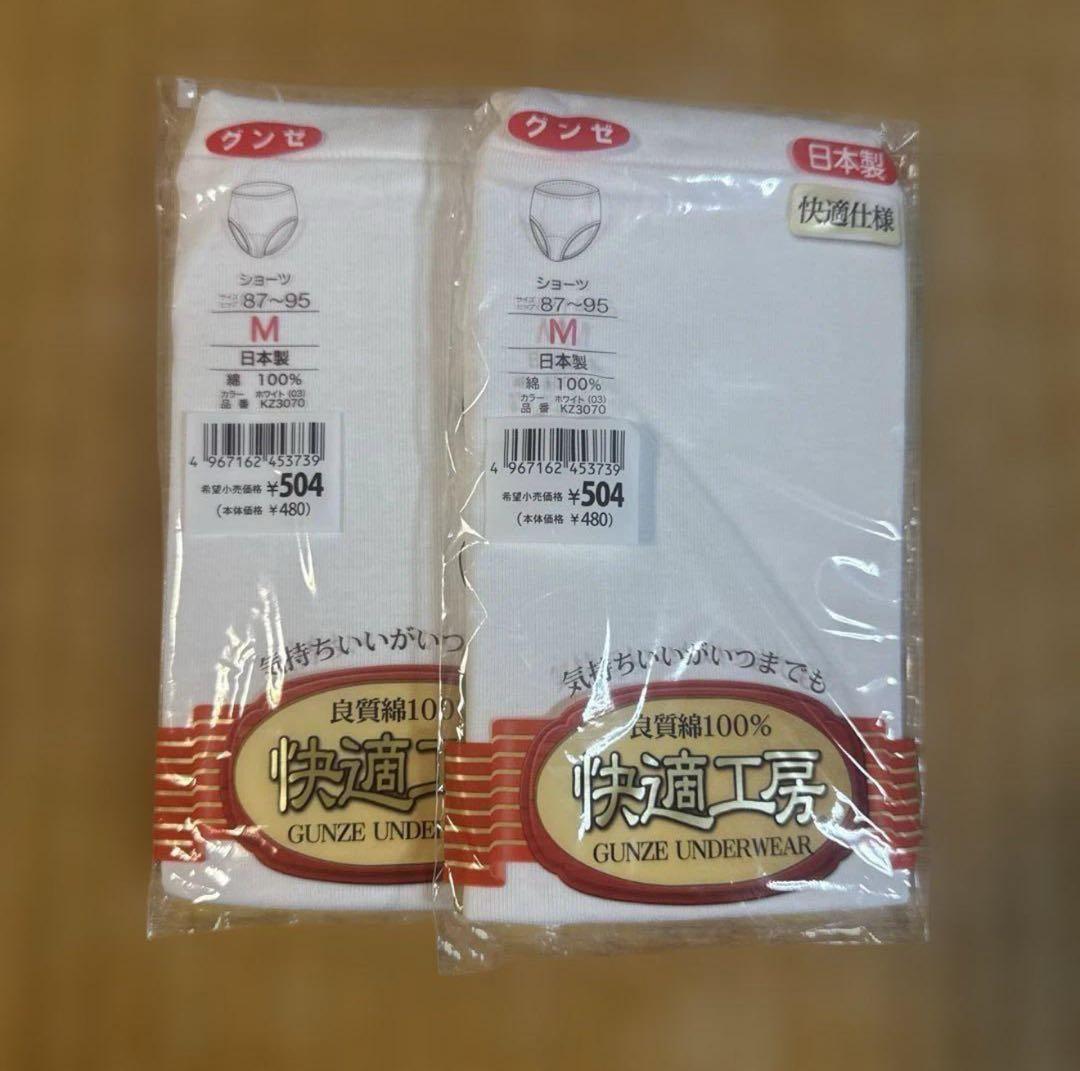 グンゼ
ショーツ
サイズ
ヒップ 87〜95
M
日本製
綿 100%
カラー ホワイト (03)
品番 KZ3070
4 967162 453739
希望小売価格 ¥504
(本体価格 ¥480)
気持ちいいがいつ
良質綿100
快適工
GUNZE UNDE
グンゼ
日本製
快適仕様
ショーツ
サイズ
ヒップ 87〜95
M
日本製
綿 100%
カラー ホワイト (03)
品番 KZ3070
4 967162 453739
希望小売価格 ¥504
(本体価格 ¥480)
気持ちいいがいつまでも
良質綿100%
快適工房
GUNZE UNDERWEAR